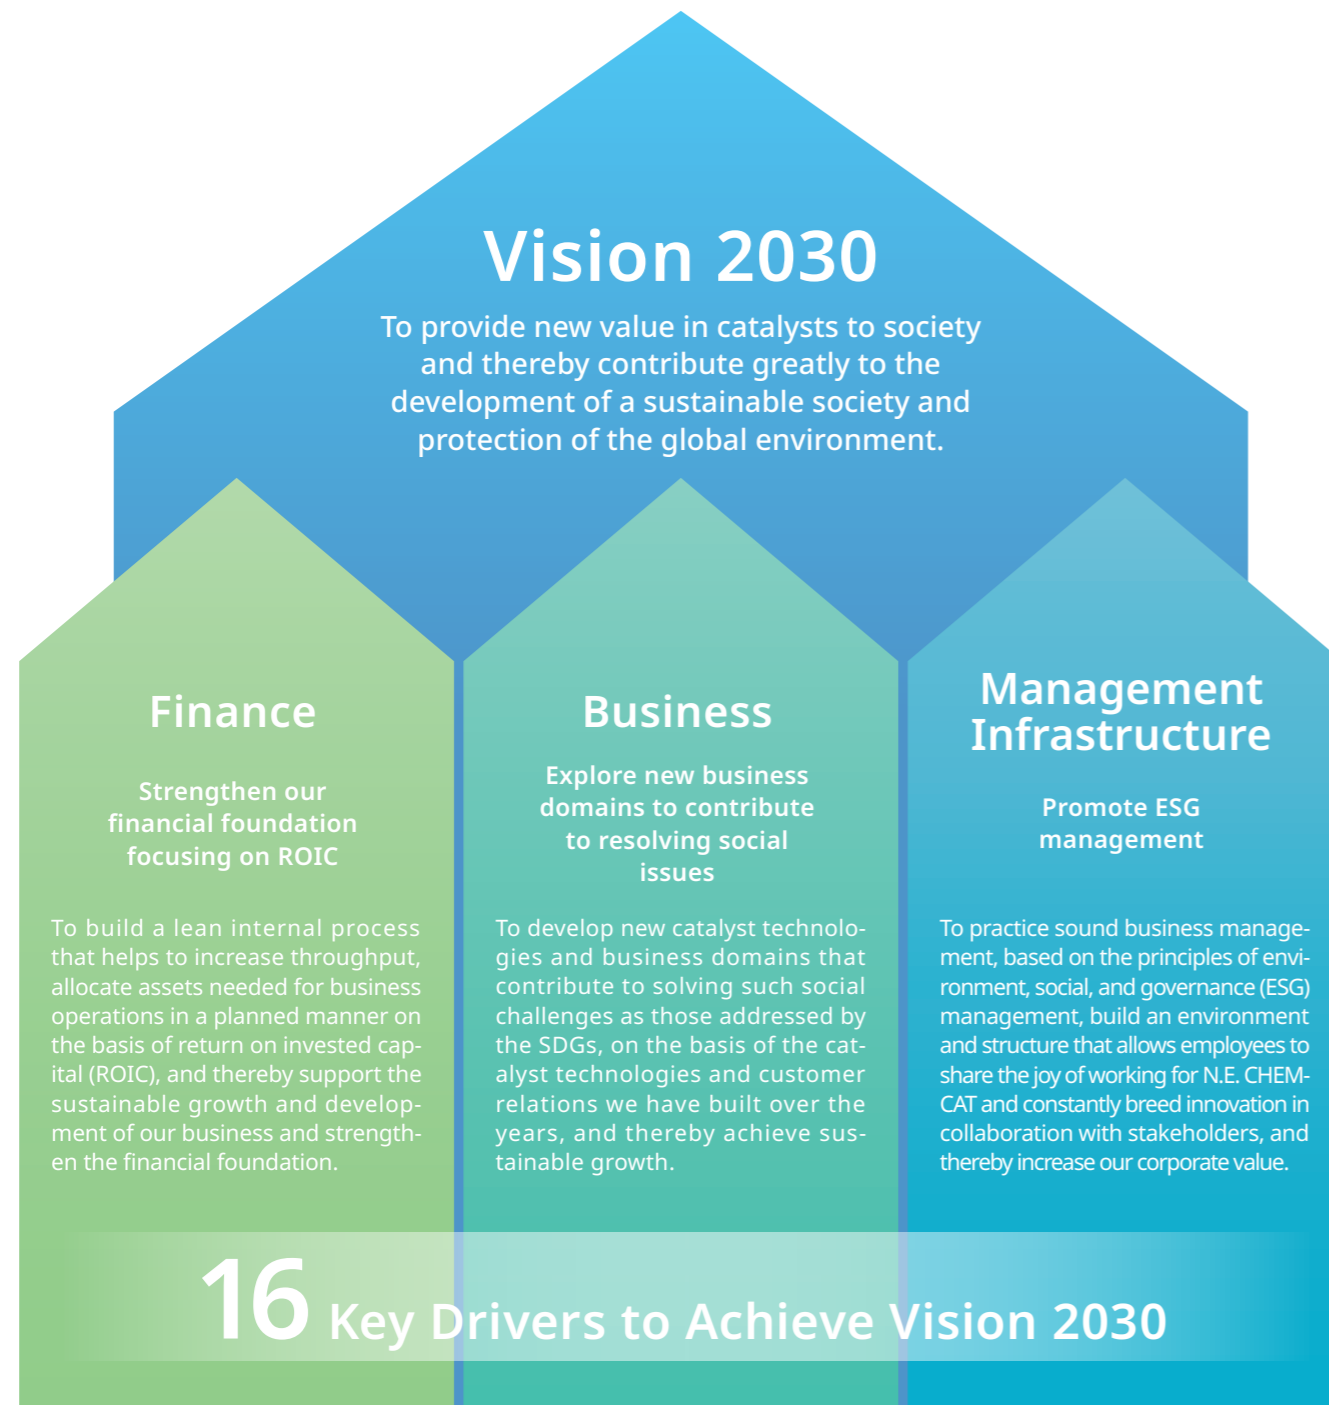 Vision 2030
To provide new value in catalysts to society
and thereby contribute greatly to the
development of a sustainable society and
protection of the global environment.
Finance
Strengthen our
financial foundation
focusing on ROIC
To build a lean internal process
that helps to increase throughput,
allocate assets needed for business
operations in a planned manner on
the basis of return on invested cap-
ital (ROIC), and thereby support the
sustainable growth and develop-
ment of our business and strength-
en the financial foundation.
Business
Explore new business
domains to contribute
to resolving social
issues
To develop new catalyst technolo-
gies and business domains that
contribute to solving such social
challenges as those addressed by
the SDGs, on the basis of the cat-
alyst technologies and customer
relations we have built over the
years, and thereby achieve sus-
tainable growth.
Management
Infrastructure
Promote ESG
management
To practice sound business manage-
ment, based on the principles of envi-
ronment, social, and governance (ESG)
management, build an environment
and structure that allows employees to
share the joy of working for N.E. CHEM-
CAT and constantly breed innovation in
collaboration with stakeholders, and
thereby increase our corporate value.
16 Key Drivers to Achieve Vision 2030